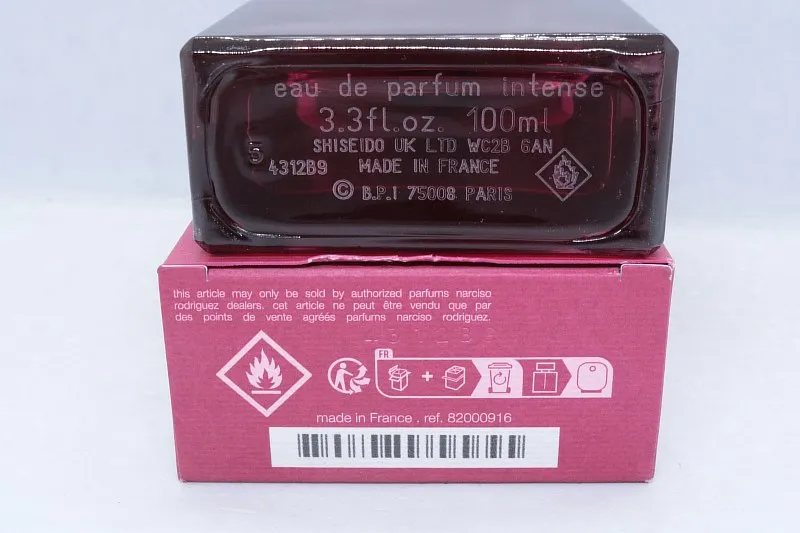 eau de parfum intense
3.3fl.oz. 100ml
SHISEIDO UK LTD WC2B 6AN
5
4312B9 MADE IN FRANCE
© B.P.I 75008 PARIS
this article may only be sold by authorized parfums narciso
rodriguez dealers. cet article ne peut être vendu que par
des points de vente agréés parfums narciso rodriguez.
FR
made in France . ref. 82000916